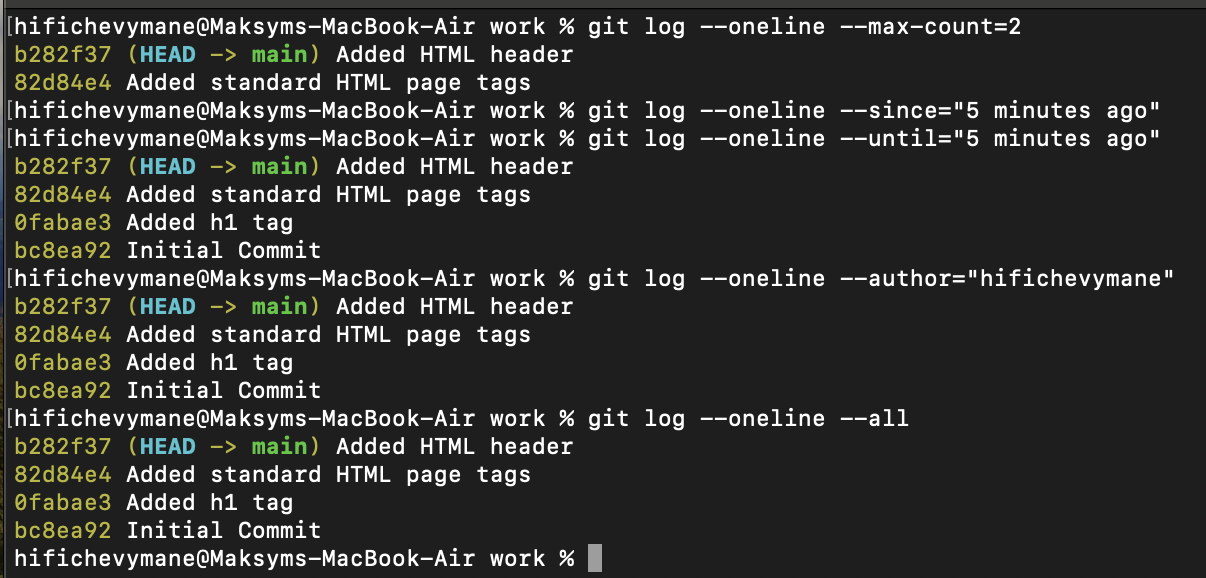 [hifichevymane@Maksyms-MacBook-Air work % git log --oneline --max-count=2
b282f37 (HEAD -> main) Added HTML header
82d84e4 Added standard HTML page tags
[hifichevymane@Maksyms-MacBook-Air work % git log --oneline --since="5 minutes ago"
[hifichevymane@Maksyms-MacBook-Air work % git log --oneline --until="5 minutes ago"
b282f37 (HEAD -> main) Added HTML header
82d84e4 Added standard HTML page tags
0fabae3 Added h1 tag
bc8ea92 Initial Commit
[hifichevymane@Maksyms-MacBook-Air work % git log --oneline --author="hifichevymane"
b282f37 (HEAD -> main) Added HTML header
82d84e4 Added standard HTML page tags
0fabae3 Added h1 tag
bc8ea92 Initial Commit
[hifichevymane@Maksyms-MacBook-Air work % git log --oneline --all
b282f37 (HEAD -> main) Added HTML header
82d84e4 Added standard HTML page tags
0fabae3 Added h1 tag
bc8ea92 Initial Commit
hifichevymane@Maksyms-MacBook-Air work %